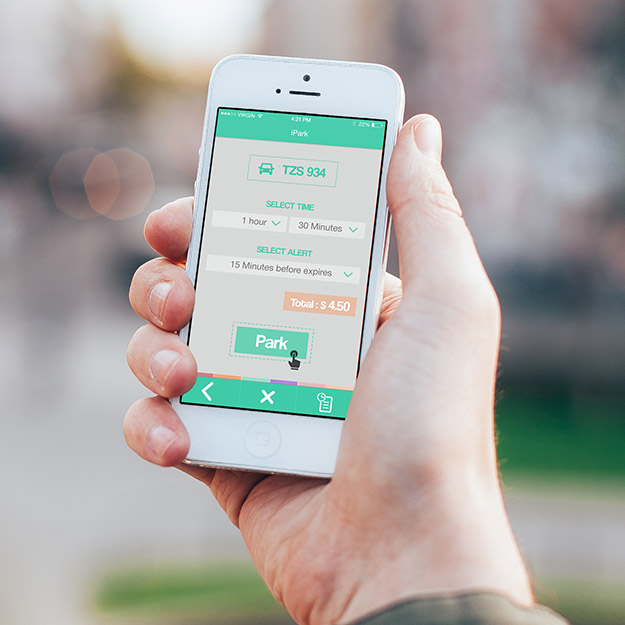 VIRGIN 4:21 PM 22%
iPark
TZS 934
SELECT TIME
1 hour 30 Minutes
SELECT ALERT
15 Minutes before expires
Total : $ 4.50
Park